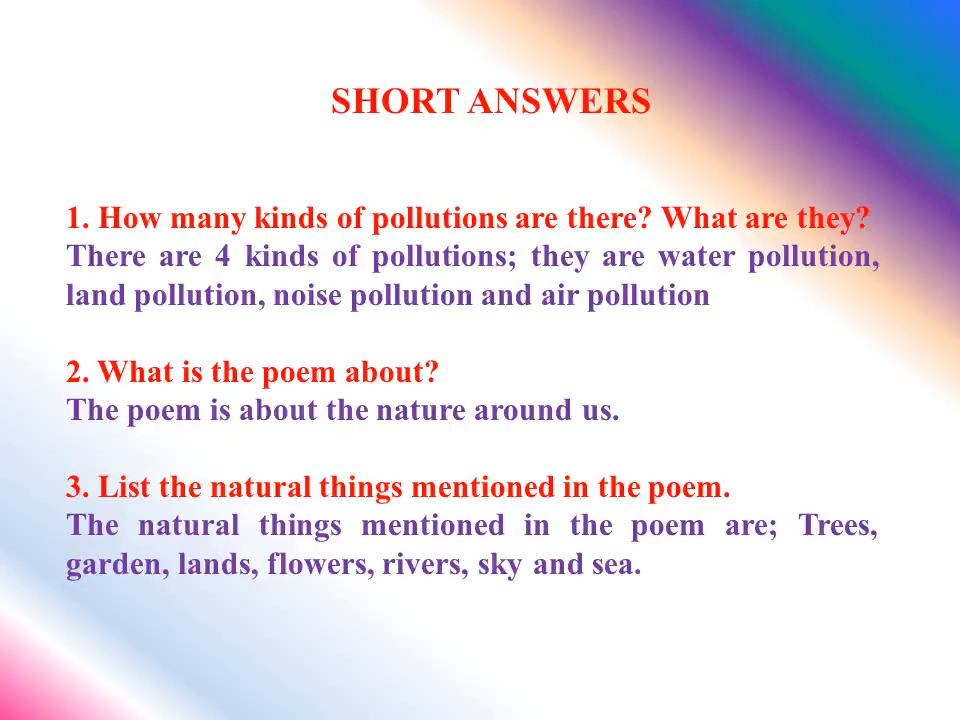 SHORT ANSWERS
1. How many kinds of pollutions are there? What are they?
There are 4 kinds of pollutions; they are water pollution,
land pollution, noise pollution and air pollution
2. What is the poem about?
The poem is about the nature around us.
3. List the natural things mentioned in the poem.
The natural things mentioned in the poem are; Trees,
garden, lands, flowers, rivers, sky and sea.